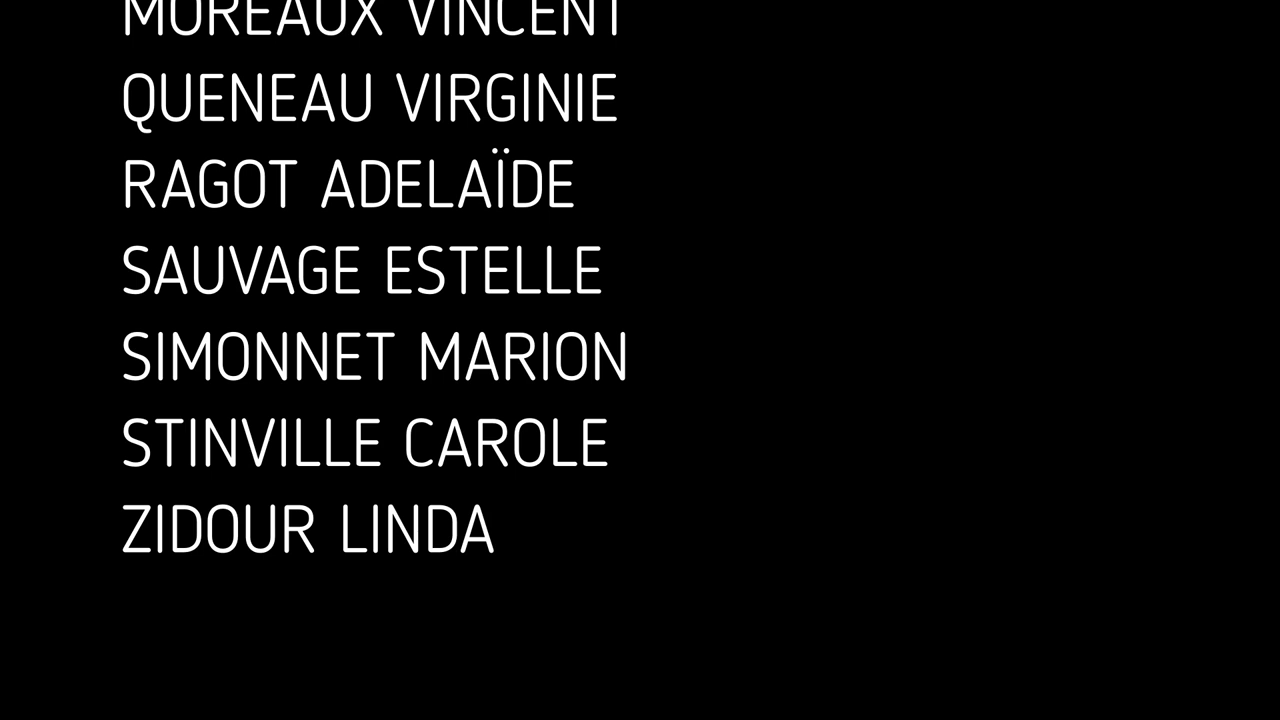 MOREAUX VINCENT
QUENEAU VIRGINIE
RAGOT ADELAÏDE
SAUVAGE ESTELLE
SIMONNET MARION
STINVILLE CAROLE
ZIDOUR LINDA